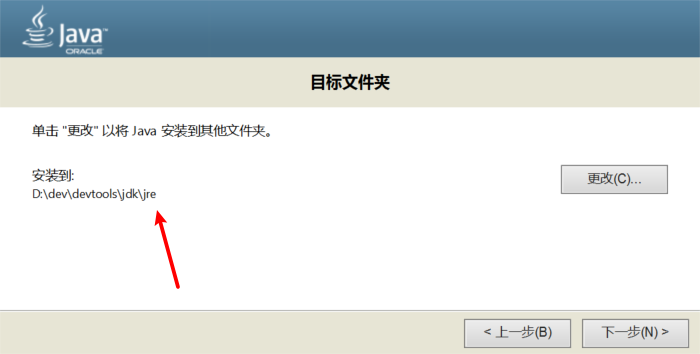 Java™
ORACLE
目标文件夹
单击 "更改" 以将 Java 安装到其他文件夹。
安装到:
D:\dev\devtools\jdk\jre
更改(C)...
< 上一步(B)
下一步(N) >